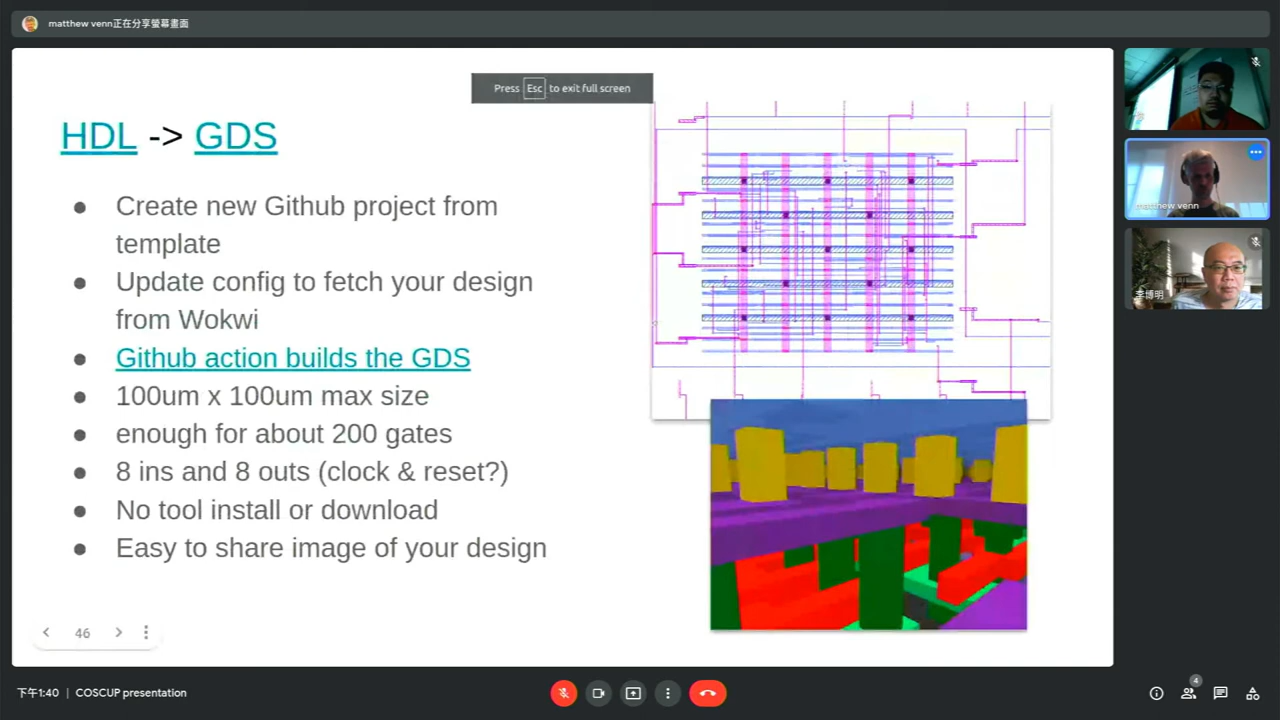 matthew venn正在分享螢幕畫面
Press Esc to exit full screen
HDL -> GDS
● Create new Github project from
template
● Update config to fetch your design
from Wokwi
● Github action builds the GDS
● 100um x 100um max size
● enough for about 200 gates
● 8 ins and 8 outs (clock & reset?)
● No tool install or download
● Easy to share image of your design
46
matthew venn
李博明
下午1:40 | COSCUP presentation
4